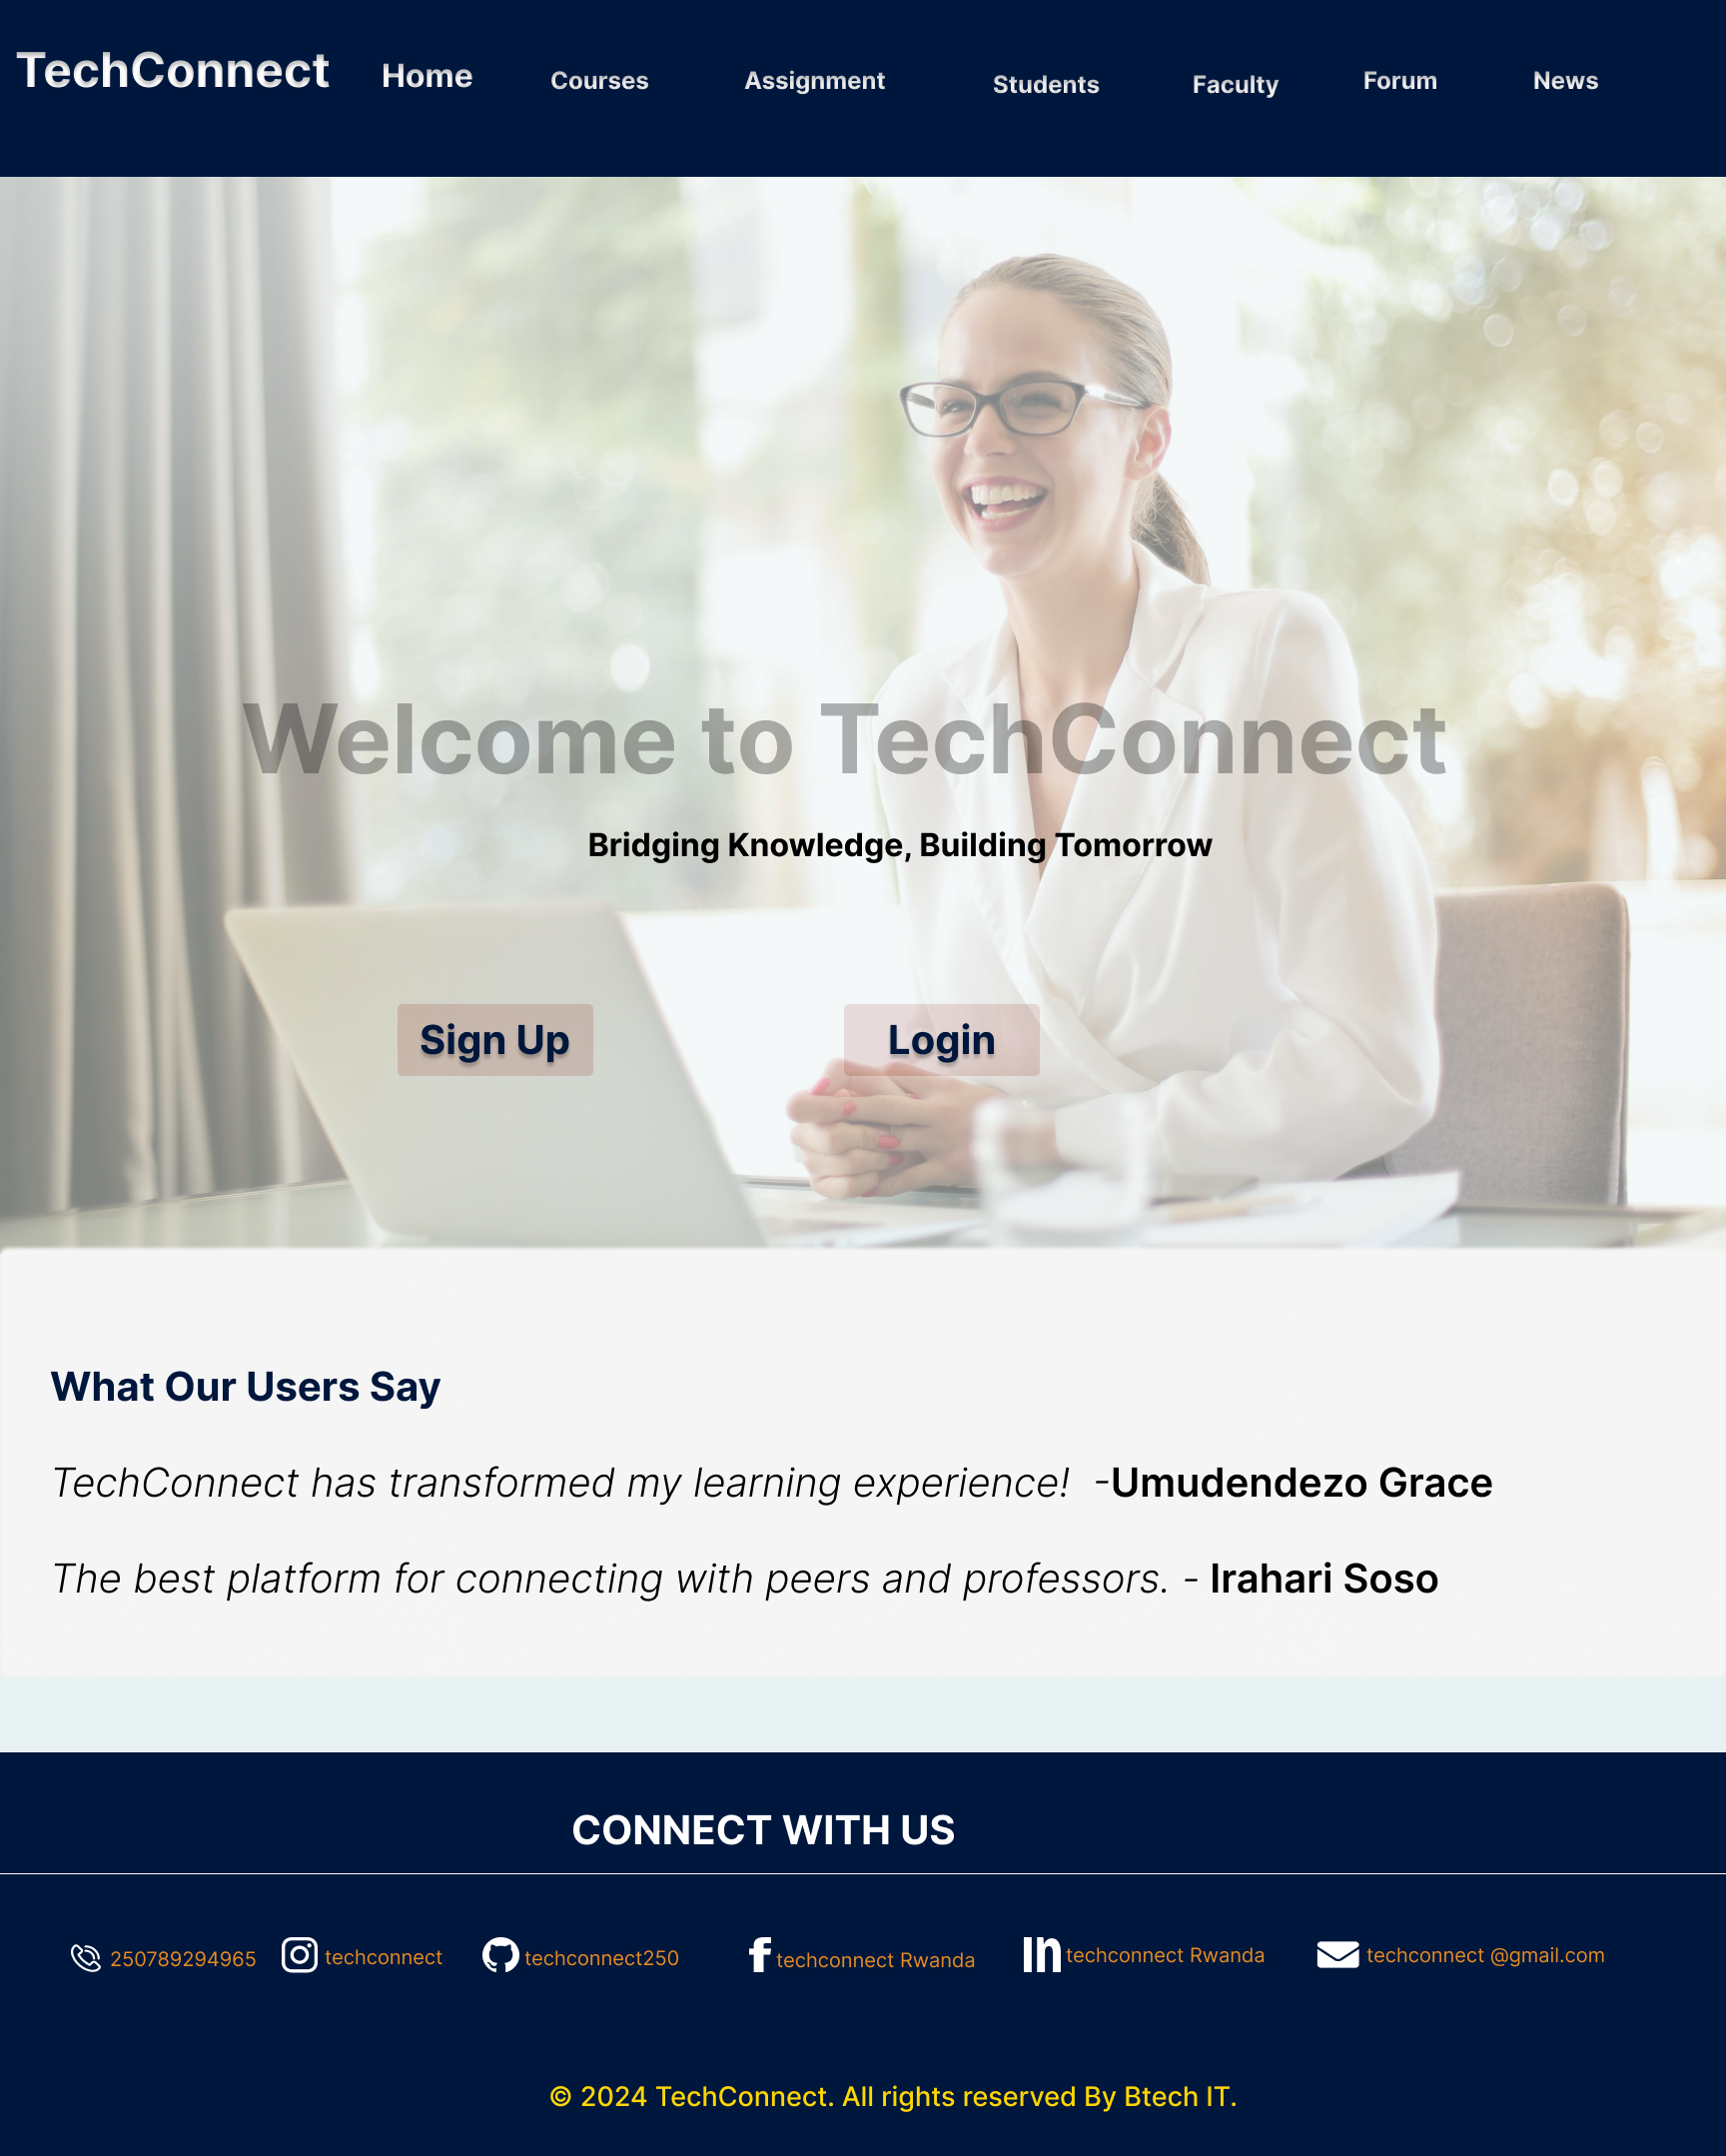 TechConnect Home Courses Assignment Students Faculty Forum News
Welcome to TechConnect
Bridging Knowledge, Building Tomorrow
Sign Up Login
What Our Users Say
TechConnect has transformed my learning experience! -Umudendezo Grace
The best platform for connecting with peers and professors. - Irahari Soso
CONNECT WITH US
250789294965 techconnect techconnect250 f techconnect Rwanda in techconnect Rwanda techconnect @gmail.com
© 2024 TechConnect. All rights reserved By Btech IT.